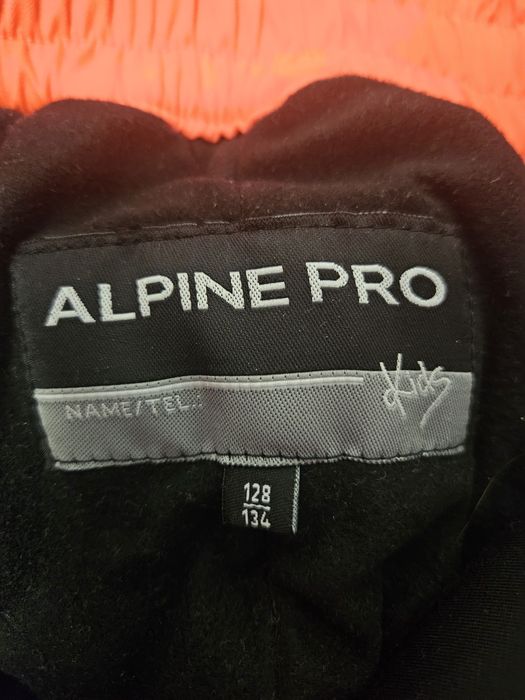 ALPINE PRO
Kids
NAME/TEL.:
128
134